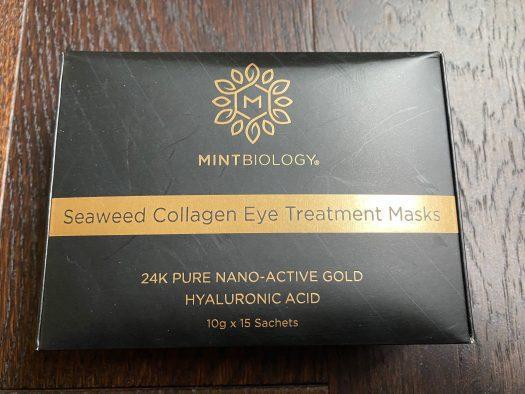 M
MINTBIOLOGY®
Seaweed Collagen Eye Treatment Masks
24K PURE NANO-ACTIVE GOLD
HYALURONIC ACID
10g x 15 Sachets